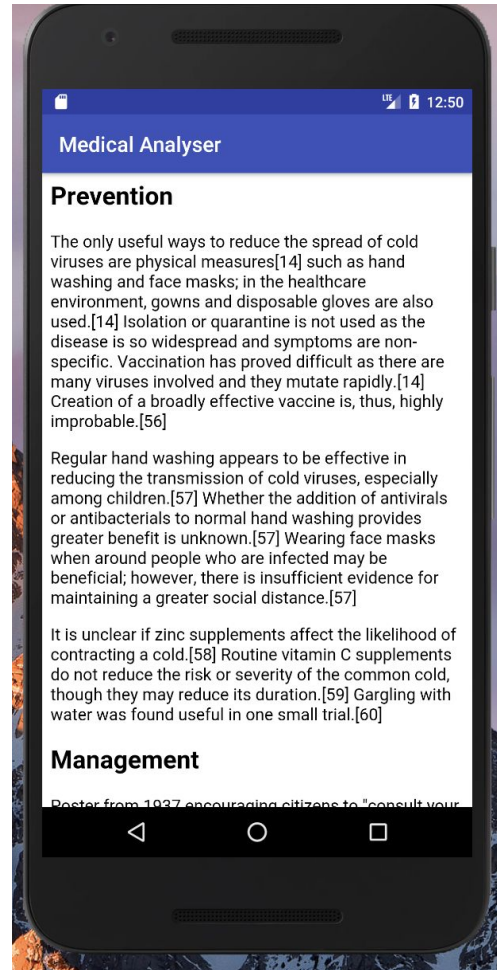 LTE 12:50
Medical Analyser
Prevention
The only useful ways to reduce the spread of cold
viruses are physical measures[14] such as hand
washing and face masks; in the healthcare
environment, gowns and disposable gloves are also
used.[14] Isolation or quarantine is not used as the
disease is so widespread and symptoms are non-
specific. Vaccination has proved difficult as there are
many viruses involved and they mutate rapidly.[14]
Creation of a broadly effective vaccine is, thus, highly
improbable.[56]
Regular hand washing appears to be effective in
reducing the transmission of cold viruses, especially
among children.[57] Whether the addition of antivirals
or antibacterials to normal hand washing provides
greater benefit is unknown.[57] Wearing face masks
when around people who are infected may be
beneficial; however, there is insufficient evidence for
maintaining a greater social distance.[57]
It is unclear if zinc supplements affect the likelihood of
contracting a cold.[58] Routine vitamin C supplements
do not reduce the risk or severity of the common cold,
though they may reduce its duration.[59] Gargling with
water was found useful in one small trial.[60]
Management
Poster from 1937 encouraging citizens to "consult your